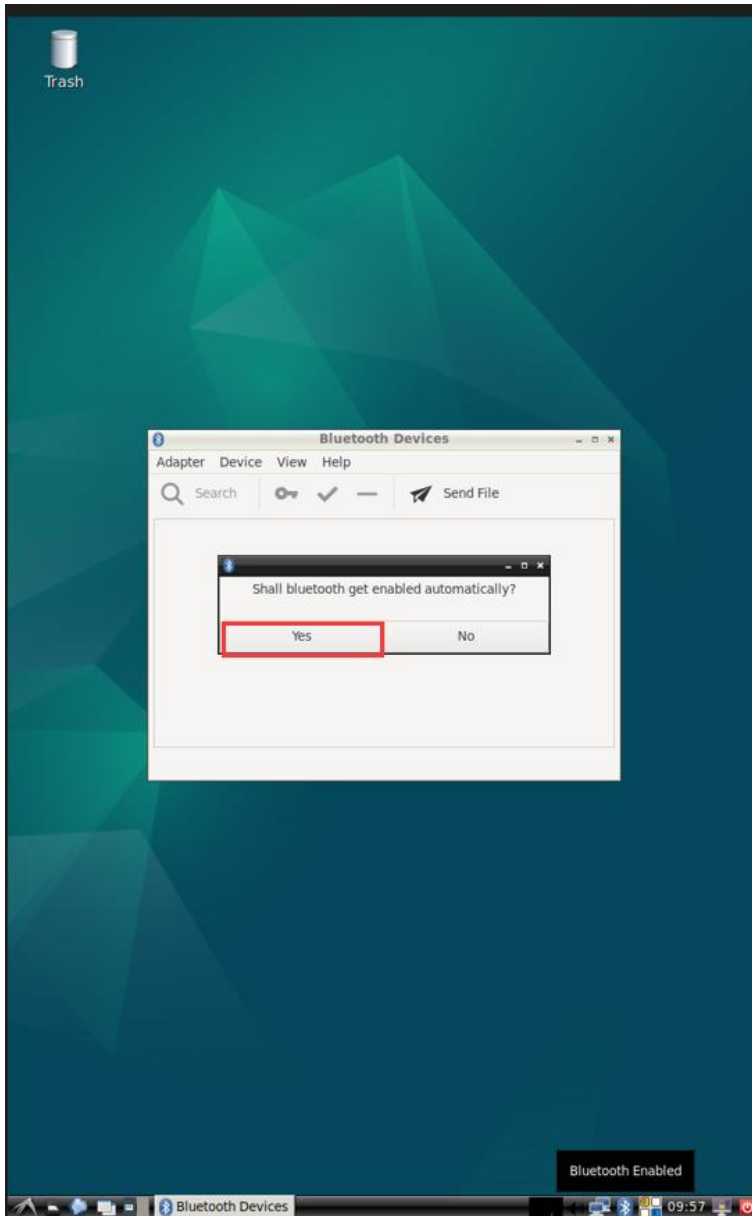 Trash
Bluetooth Devices
Adapter Device View Help
Search Send File
Shall bluetooth get enabled automatically?
Yes No
Bluetooth Enabled
Bluetooth Devices 09:57